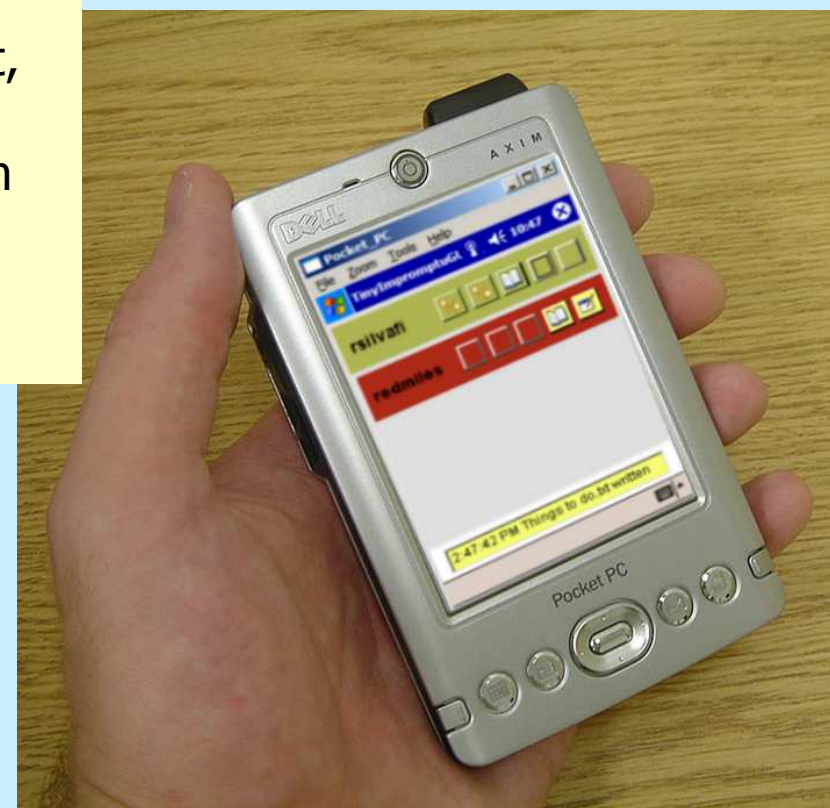 t,
n
AXIM
DELL
Pocket_PC
File Zoom Tools Help
TinyImpromptuGL 10:47
rsilvafi
redmiles
2:47:42 PM Things to do.txt written
Pocket PC